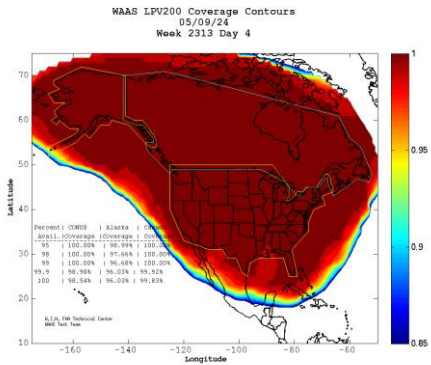 WAAS LPV200 Coverage Contours
05/09/24
Week 2313 Day 4
1
0.95
0.9
0.85
70
60
50
40
30
20
10
Latitude
Percent| CONUS | Alaska |
Avail.|Coverage |Coverage |
95 |100.00% | 98.99% |100.00%
98 |100.00% | 97.66% |100.00%
99 |100.00% | 96.68% |100.00%
99.9 | 98.98% | 96.03% | 99.92%
100 | 98.54% | 96.03% | 99.83%
W.J.H. FAA Technical Center
WAAS Test Team
-160 -140 -120 -100 -80 -60
Longitude